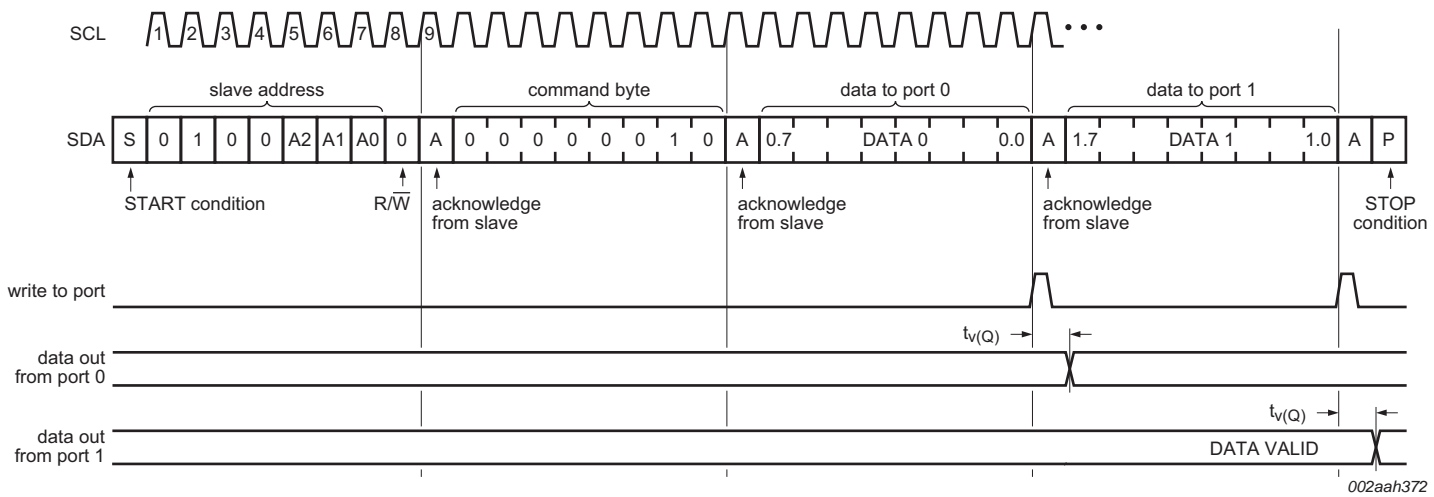 SCL 1 2 3 4 5 6 7 8 9 •••
slave address command byte data to port 0 data to port 1
SDA S 0 1 0 0 A2 A1 A0 0 A 0 0 0 0 0 0 1 0 A 0.7 DATA 0 0.0 A 1.7 DATA 1 1.0 A P
START condition R/W̅ acknowledge acknowledge acknowledge STOP
from slave from slave from slave condition
write to port
tv(Q)
data out
from port 0
tv(Q)
data out
from port 1 DATA VALID
002aah372